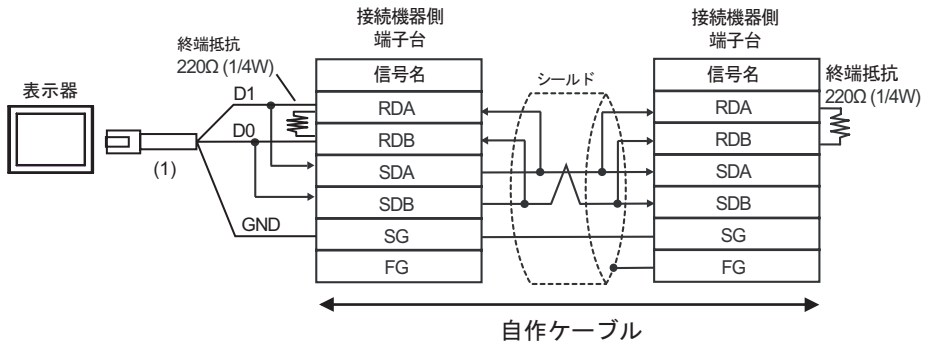 接続機器側
端子台
接続機器側
端子台
終端抵抗
220Ω (1/4W)
信号名
シールド
信号名
終端抵抗
220Ω (1/4W)
表示器
D1
RDA
RDA
D0
RDB
RDB
(1)
SDA
SDA
SDB
SDB
GND
SG
SG
FG
FG
自作ケーブル